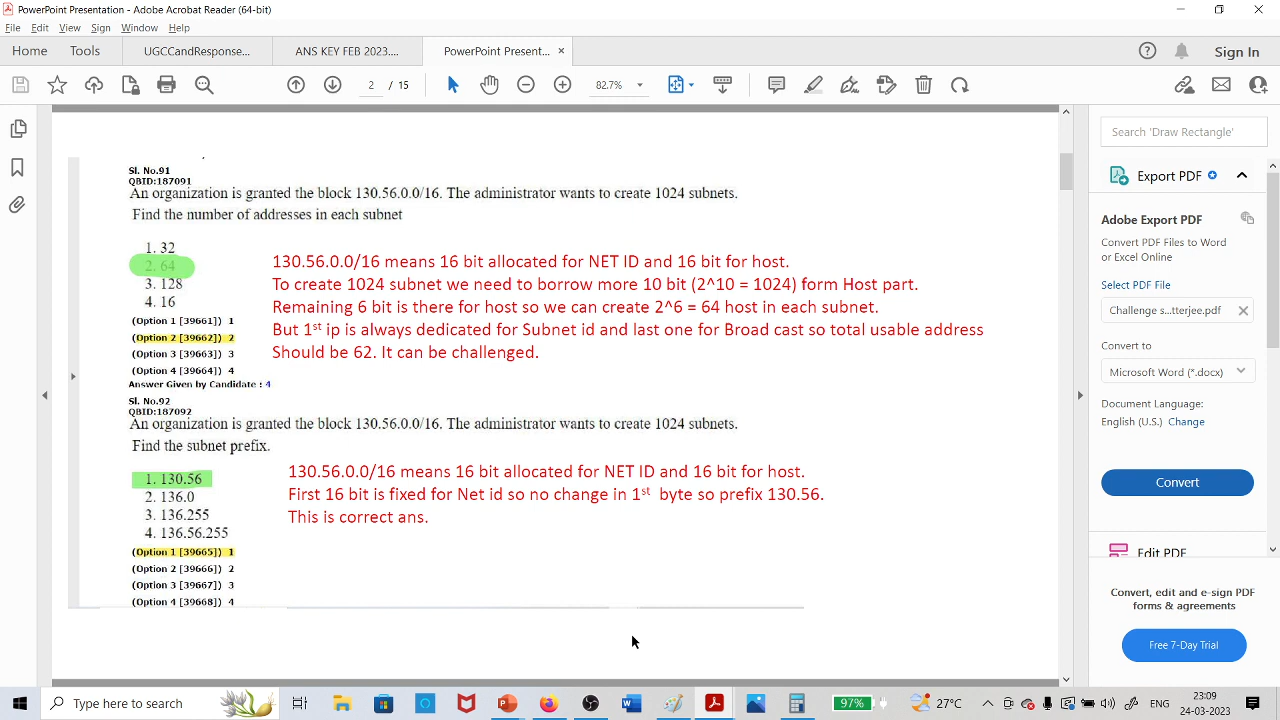 PowerPoint Presentation - Adobe Acrobat Reader (64-bit)
File Edit View Sign Window Help
Home Tools UGCCandResponse... ANS KEY FEB 2023.... PowerPoint Present... × Sign In
2 / 15 82.7%
Search 'Draw Rectangle'
Export PDF
Adobe Export PDF
Convert PDF Files to Word
or Excel Online
Select PDF File
Challenge s...tterjee.pdf
Convert to
Microsoft Word (*.docx)
Document Language:
English (U.S.) Change
Convert
Edit PDF
Convert, edit and e-sign PDF
forms & agreements
Free 7-Day Trial
Sl. No.91
QBID:187091
An organization is granted the block 130.56.0.0/16. The administrator wants to create 1024 subnets.
Find the number of addresses in each subnet
1. 32
2. 64
3. 128
4. 16
130.56.0.0/16 means 16 bit allocated for NET ID and 16 bit for host.
To create 1024 subnet we need to borrow more 10 bit (2^10 = 1024) form Host part.
Remaining 6 bit is there for host so we can create 2^6 = 64 host in each subnet.
But 1st ip is always dedicated for Subnet id and last one for Broad cast so total usable address
Should be 62. It can be challenged.
(Option 1 [39661]) 1
(Option 2 [39662]) 2
(Option 3 [39663]) 3
(Option 4 [39664]) 4
Answer Given by Candidate : 4
Sl. No.92
QBID:187092
An organization is granted the block 130.56.0.0/16. The administrator wants to create 1024 subnets.
Find the subnet prefix.
1. 130.56
2. 136.0
3. 136.255
4. 136.56.255
130.56.0.0/16 means 16 bit allocated for NET ID and 16 bit for host.
First 16 bit is fixed for Net id so no change in 1st byte so prefix 130.56.
This is correct ans.
(Option 1 [39665]) 1
(Option 2 [39666]) 2
(Option 3 [39667]) 3
(Option 4 [39668]) 4
Type here to search
97%
27°C
23:09
24-03-2023